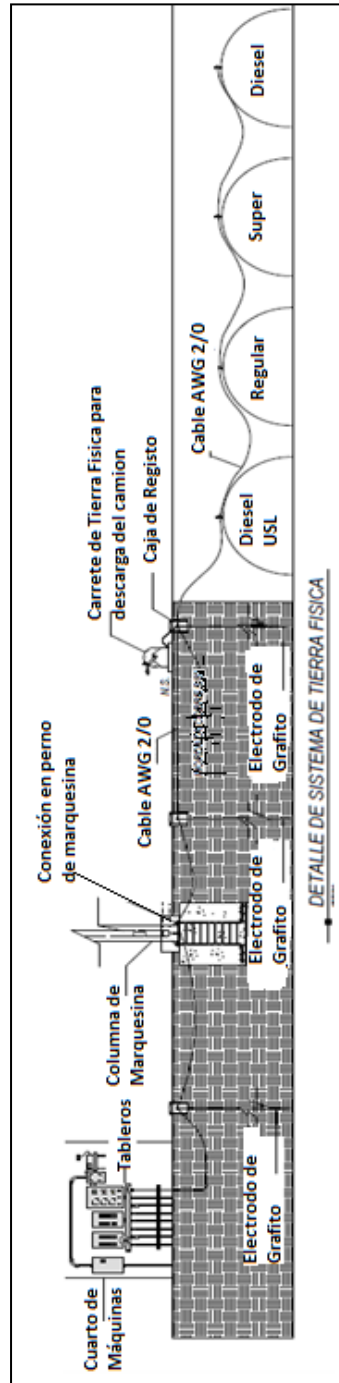 Cuarto de
Máquinas
Tableros
Columna de
Marquesina
Conexión en perno
de marquesina
Cable AWG 2/0
Carrete de Tierra Fisica para
descarga del camion
N.S.
Caja de Registo
Cable AWG 2/0
Electrodo de
Grafito
Electrodo de
Grafito
Electrodo de
Grafito
Diesel
USL
Regular
Super
Diesel
DETALLE DE SISTEMA DE TIERRA FISICA